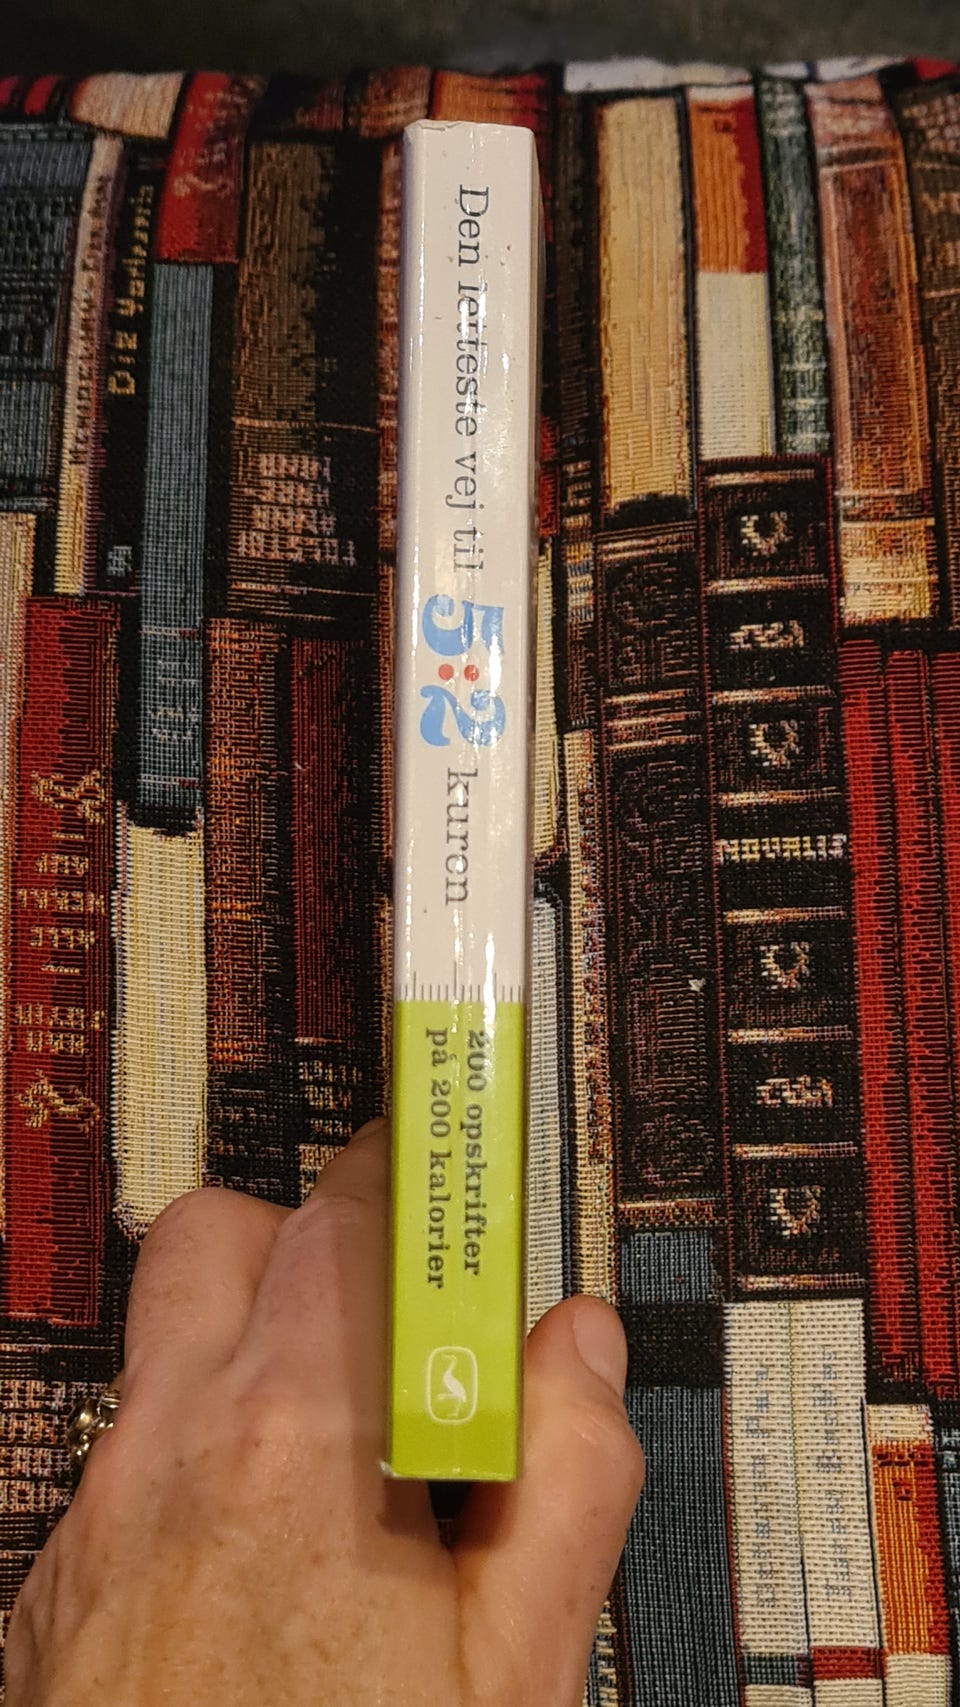 Den letteste vej til 5:2 kuren
200 opskrifter
på 200 kalorier